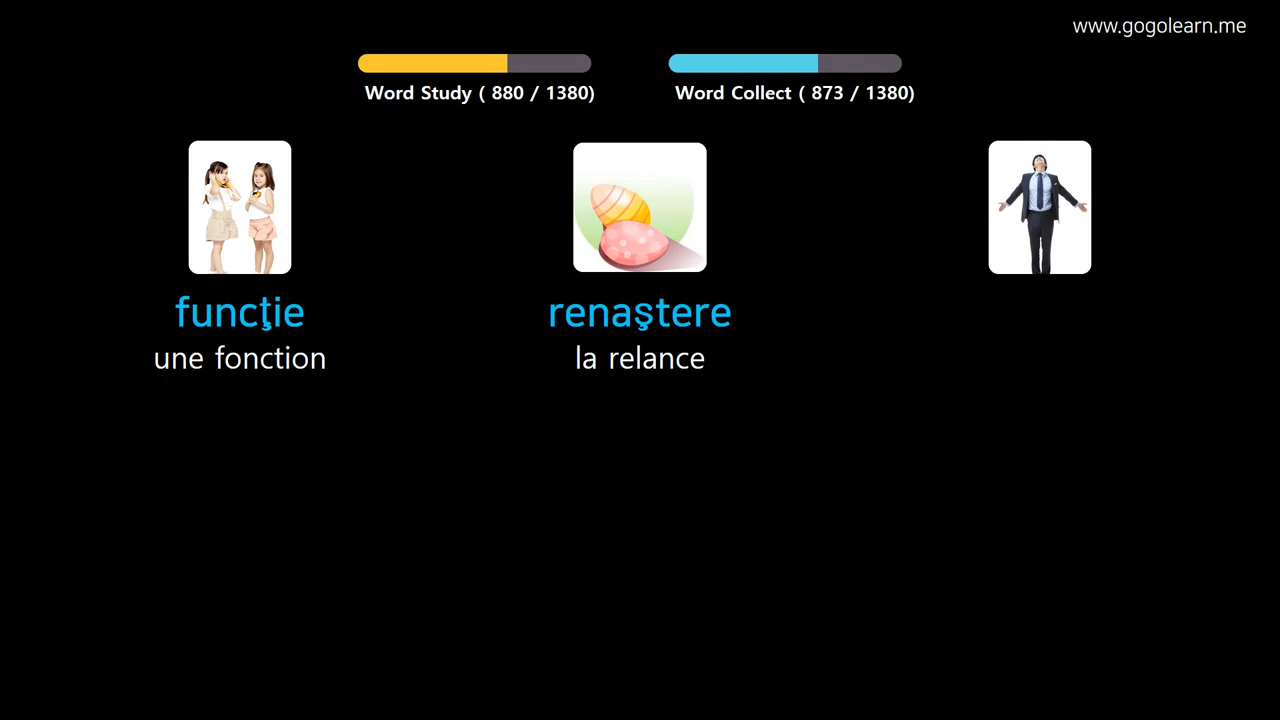 www.gogolearn.me
Word Study ( 880 / 1380)
Word Collect ( 873 / 1380)
funcţie
renaştere
une fonction
la relance